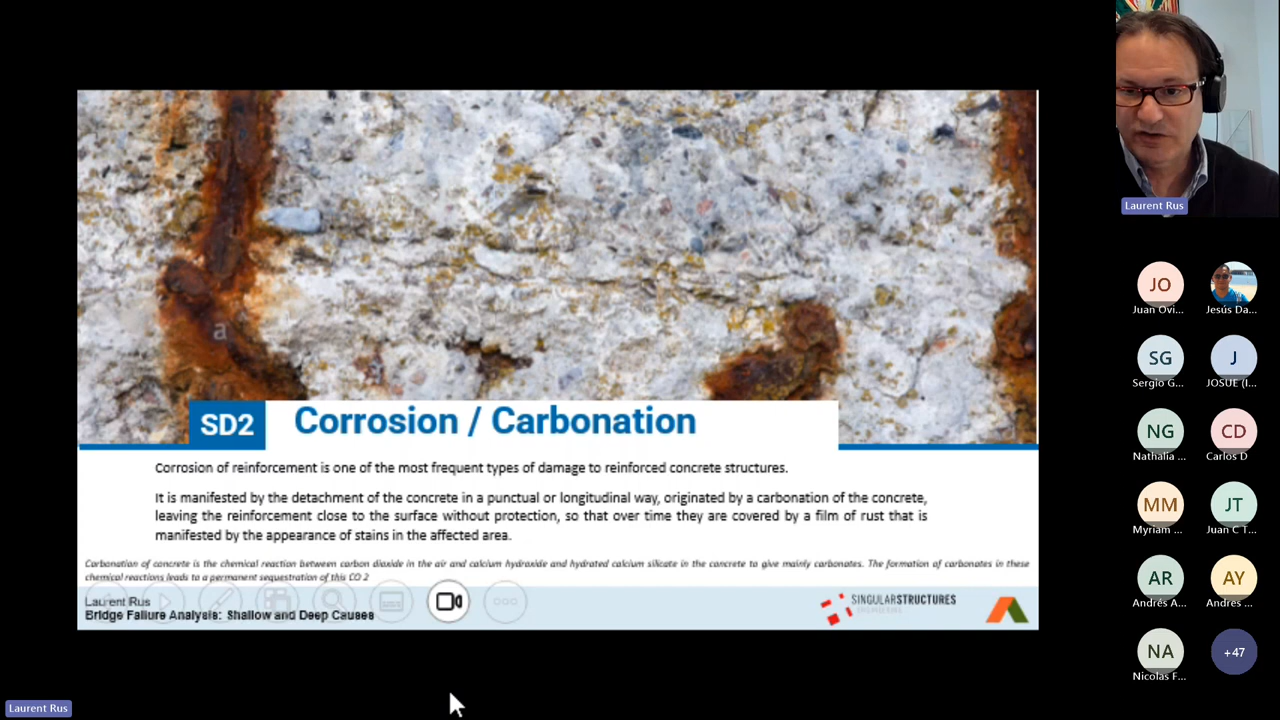 SD2
Corrosion / Carbonation
Corrosion of reinforcement is one of the most frequent types of damage to reinforced concrete structures.
It is manifested by the detachment of the concrete in a punctual or longitudinal way, originated by a carbonation of the concrete,
leaving the reinforcement close to the surface without protection, so that over time they are covered by a film of rust that is
manifested by the appearance of stains in the affected area.
Carbonation of concrete is the chemical reaction between carbon dioxide in the air and calcium hydroxide and hydrated calcium silicate in the concrete to give mainly carbonates. The formation of carbonates in these
chemical reactions leads to a permanent sequestration of this CO 2
Laurent Rus
Bridge Failure Analysis: Shallow and Deep Causes
SINGULARSTRUCTURES
a
a
Laurent Rus
JO
Juan Ovi...
Jesús Da...
SG
Sergio G...
J
JOSUE (I...
NG
Nathalia ...
CD
Carlos D
MM
Myriam ...
JT
Juan C T...
AR
Andrés A...
AY
Andres ...
NA
Nicolas F...
+47
Laurent Rus